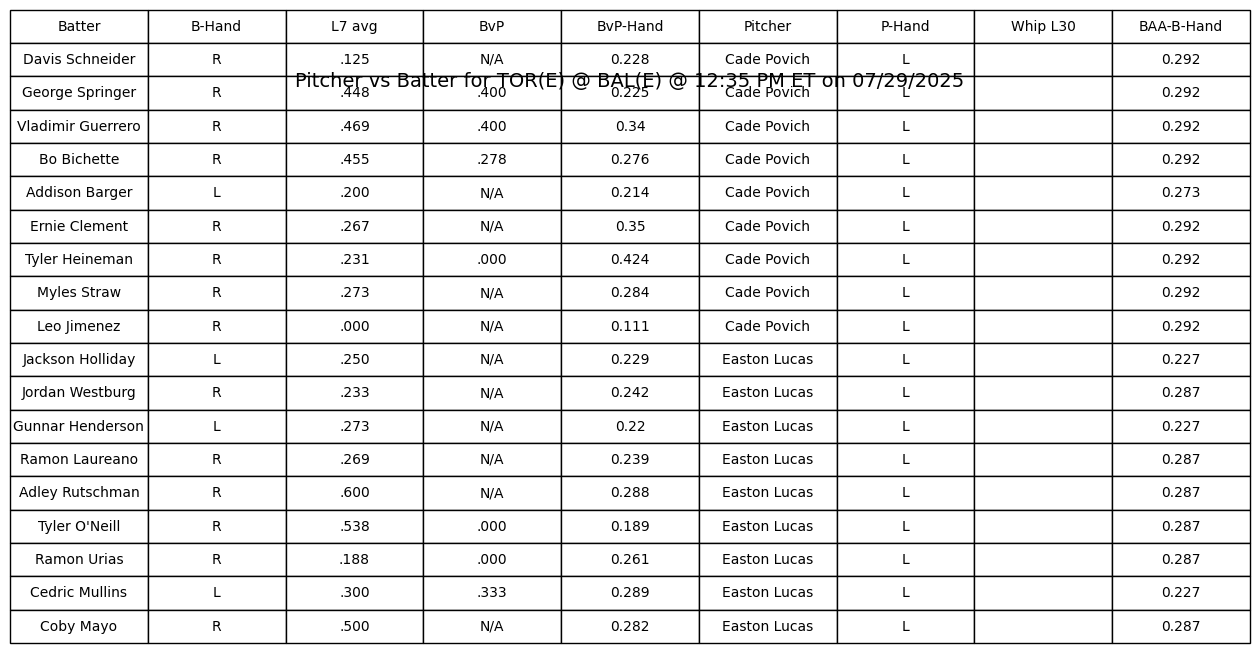 Batter B-Hand L7 avg BvP BvP-Hand Pitcher P-Hand Whip L30 BAA-B-Hand
Davis Schneider R .125 N/A 0.228 Cade Povich L 0.292
Pitcher vs Batter for TOR(E) @ BAL(E) @ 12:35 PM ET on 07/29/2025
George Springer R .448 .400 0.225 Cade Povich L 0.292
Vladimir Guerrero R .469 .400 0.34 Cade Povich L 0.292
Bo Bichette R .455 .278 0.276 Cade Povich L 0.292
Addison Barger L .200 N/A 0.214 Cade Povich L 0.273
Ernie Clement R .267 N/A 0.35 Cade Povich L 0.292
Tyler Heineman R .231 .000 0.424 Cade Povich L 0.292
Myles Straw R .273 N/A 0.284 Cade Povich L 0.292
Leo Jimenez R .000 N/A 0.111 Cade Povich L 0.292
Jackson Holliday L .250 N/A 0.229 Easton Lucas L 0.227
Jordan Westburg R .233 N/A 0.242 Easton Lucas L 0.287
Gunnar Henderson L .273 N/A 0.22 Easton Lucas L 0.227
Ramon Laureano R .269 N/A 0.239 Easton Lucas L 0.287
Adley Rutschman R .600 N/A 0.288 Easton Lucas L 0.287
Tyler O'Neill R .538 .000 0.189 Easton Lucas L 0.287
Ramon Urias R .188 .000 0.261 Easton Lucas L 0.287
Cedric Mullins L .300 .333 0.289 Easton Lucas L 0.227
Coby Mayo R .500 N/A 0.282 Easton Lucas L 0.287